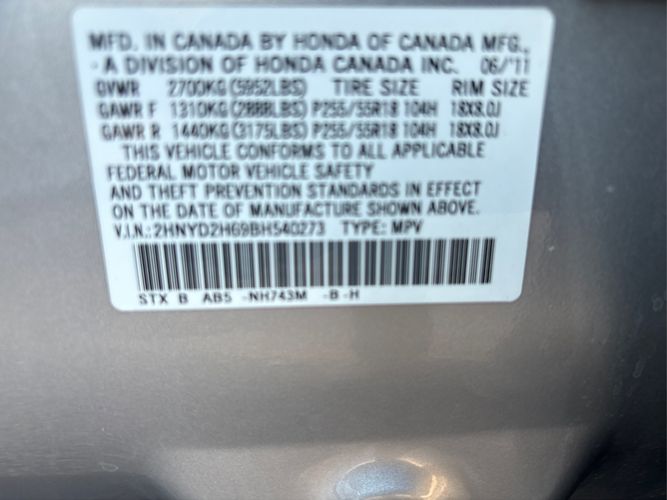 MFD. IN CANADA BY HONDA OF CANADA MFG.,
- A DIVISION OF HONDA CANADA INC. 06/'11
GVWR 2700KG(5952LBS) TIRE SIZE RIM SIZE
GAWR F 1310KG(2888LBS) P255/55R18 104H 18X8.0J
GAWR R 1440KG(3175LBS) P255/55R18 104H 18X8.0J
THIS VEHICLE CONFORMS TO ALL APPLICABLE
FEDERAL MOTOR VEHICLE SAFETY
AND THEFT PREVENTION STANDARDS IN EFFECT
ON THE DATE OF MANUFACTURE SHOWN ABOVE.
V.I.N.:2HNYD2H69BH540273 TYPE: MPV
STX B AB5 -NH743M -B-H